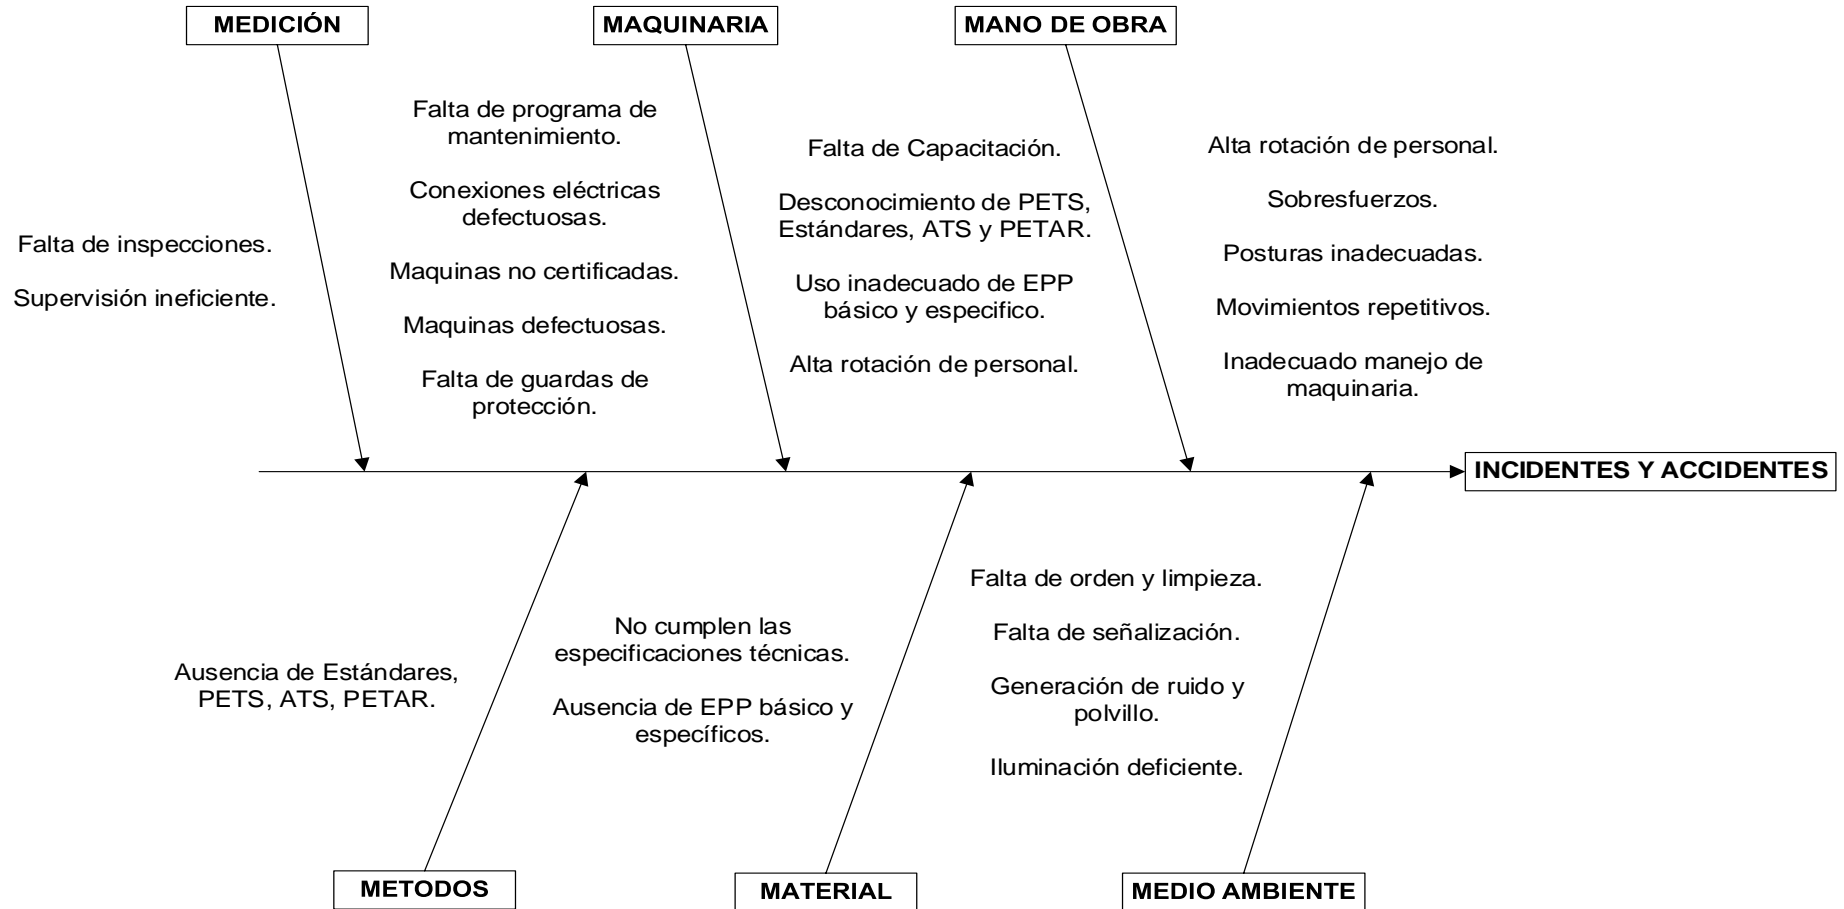 MEDICIÓN
MAQUINARIA
MANO DE OBRA
Falta de inspecciones.
Supervisión ineficiente.
Falta de programa de
mantenimiento.
Conexiones eléctricas
defectuosas.
Maquinas no certificadas.
Maquinas defectuosas.
Falta de guardas de
protección.
Falta de Capacitación.
Desconocimiento de PETS,
Estándares, ATS y PETAR.
Uso inadecuado de EPP
básico y especifico.
Alta rotación de personal.
Alta rotación de personal.
Sobresfuerzos.
Posturas inadecuadas.
Movimientos repetitivos.
Inadecuado manejo de
maquinaria.
INCIDENTES Y ACCIDENTES
Ausencia de Estándares,
PETS, ATS, PETAR.
No cumplen las
especificaciones técnicas.
Ausencia de EPP básico y
específicos.
Falta de orden y limpieza.
Falta de señalización.
Generación de ruido y
polvillo.
Iluminación deficiente.
METODOS
MATERIAL
MEDIO AMBIENTE